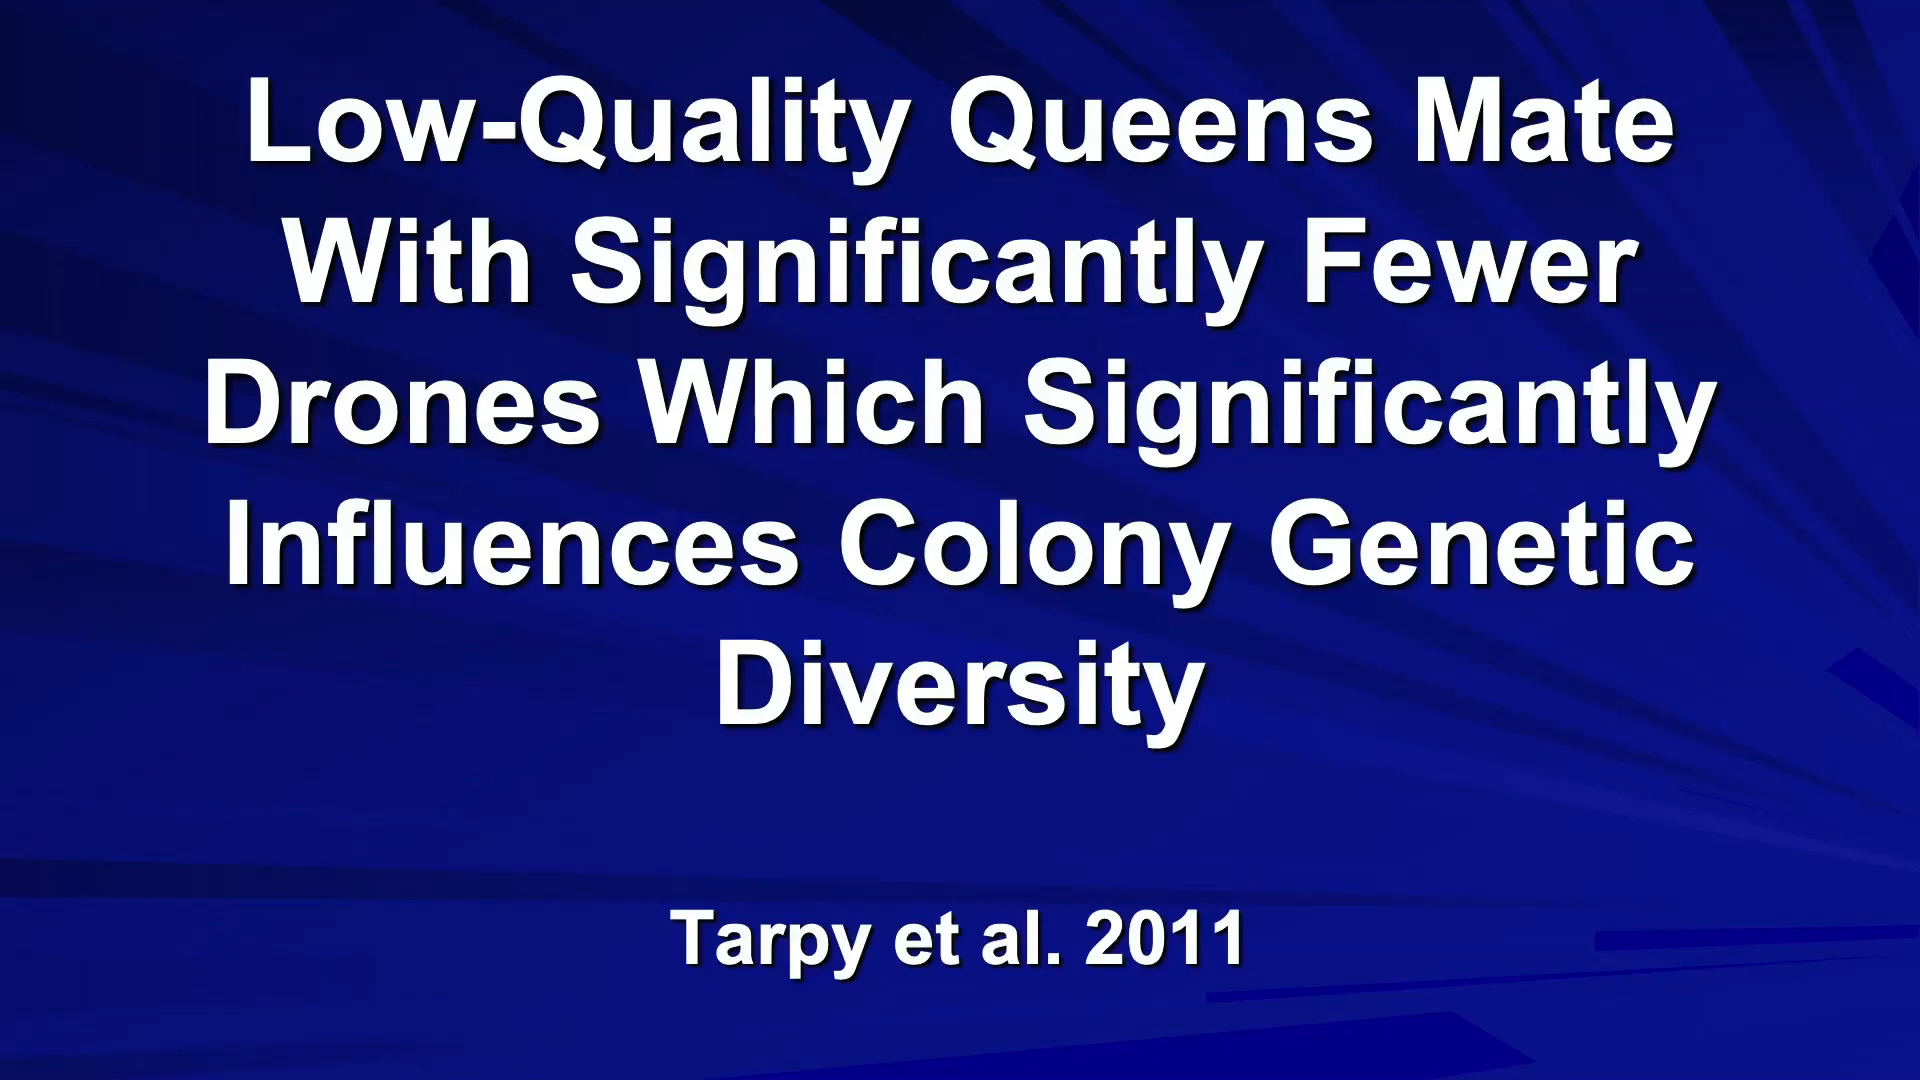 Low-Quality Queens Mate
With Significantly Fewer
Drones Which Significantly
Influences Colony Genetic
Diversity
Tarpy et al. 2011